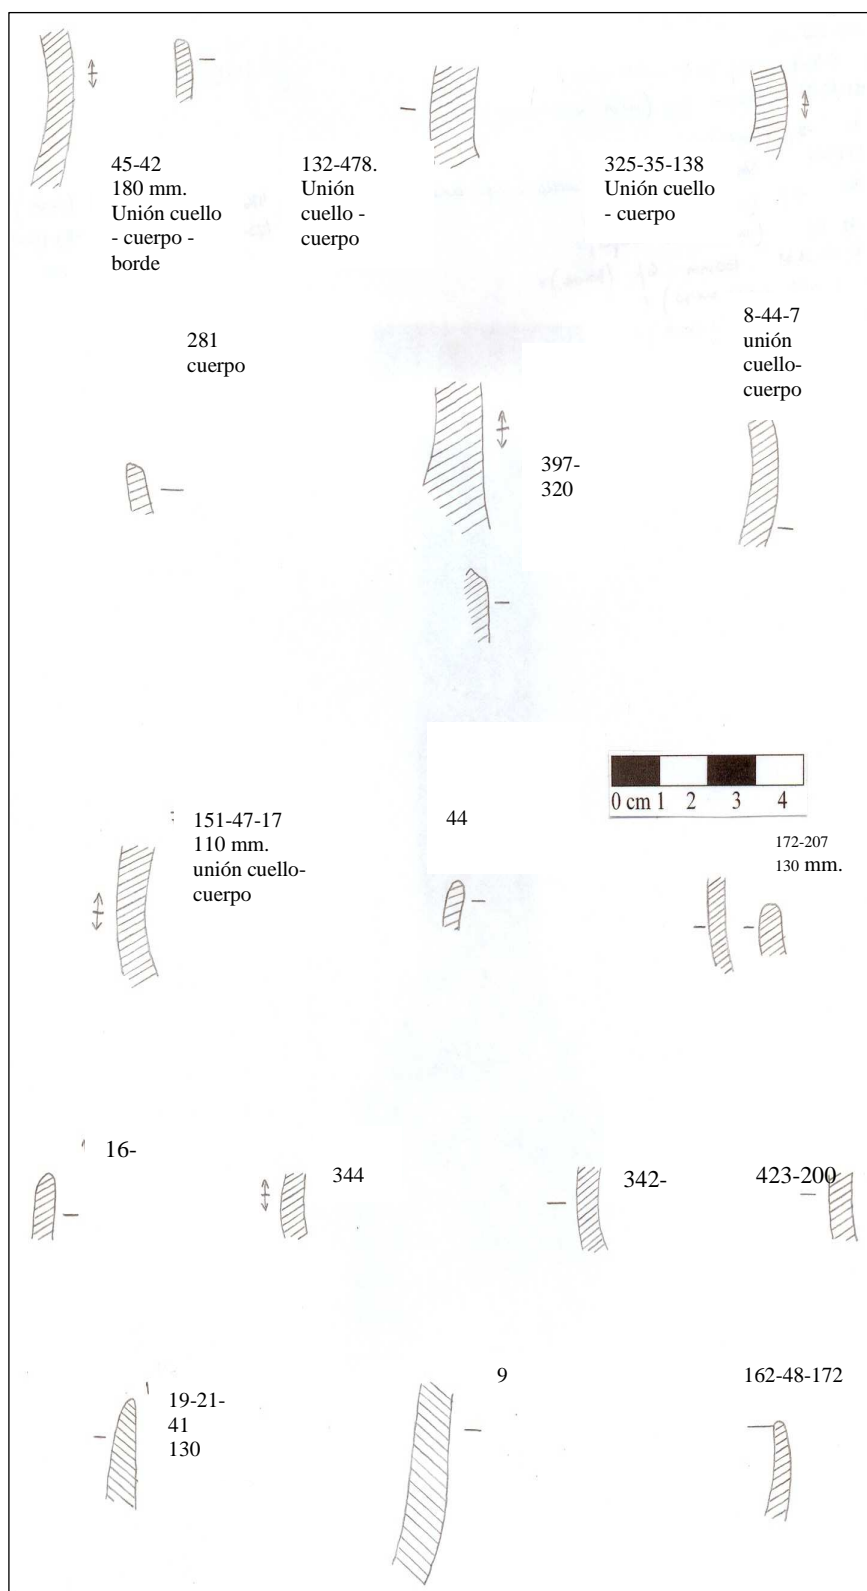 45-42
180 mm.
Unión cuello
- cuerpo -
borde
132-478.
Unión
cuello -
cuerpo
325-35-138
Unión cuello
- cuerpo
281
cuerpo
397-
320
8-44-7
unión
cuello-
cuerpo
151-47-17
110 mm.
unión cuello-
cuerpo
44
0 cm 1 2 3 4
172-207
130 mm.
16-
344
342-
423-200
19-21-
41
130
9
162-48-172